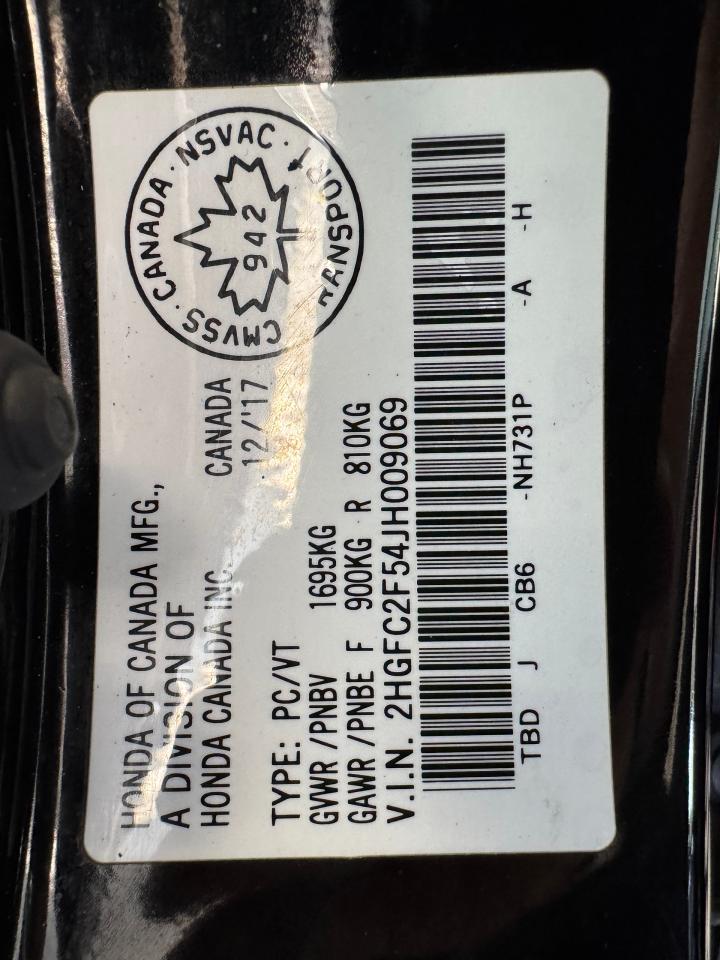 HONDA OF CANADA MFG.,
A DIVISION OF
HONDA CANADA INC.
CANADA
12/'17
CANADA · NSVAC · TRANSPORT · CMVSS ·
942
TYPE: PC/VT
GVWR /PNBV 1695KG
GAWR /PNBE F 900KG R 810KG
V.I.N. 2HGFC2F54JH009069
TBD J CB6 -NH731P -A -H